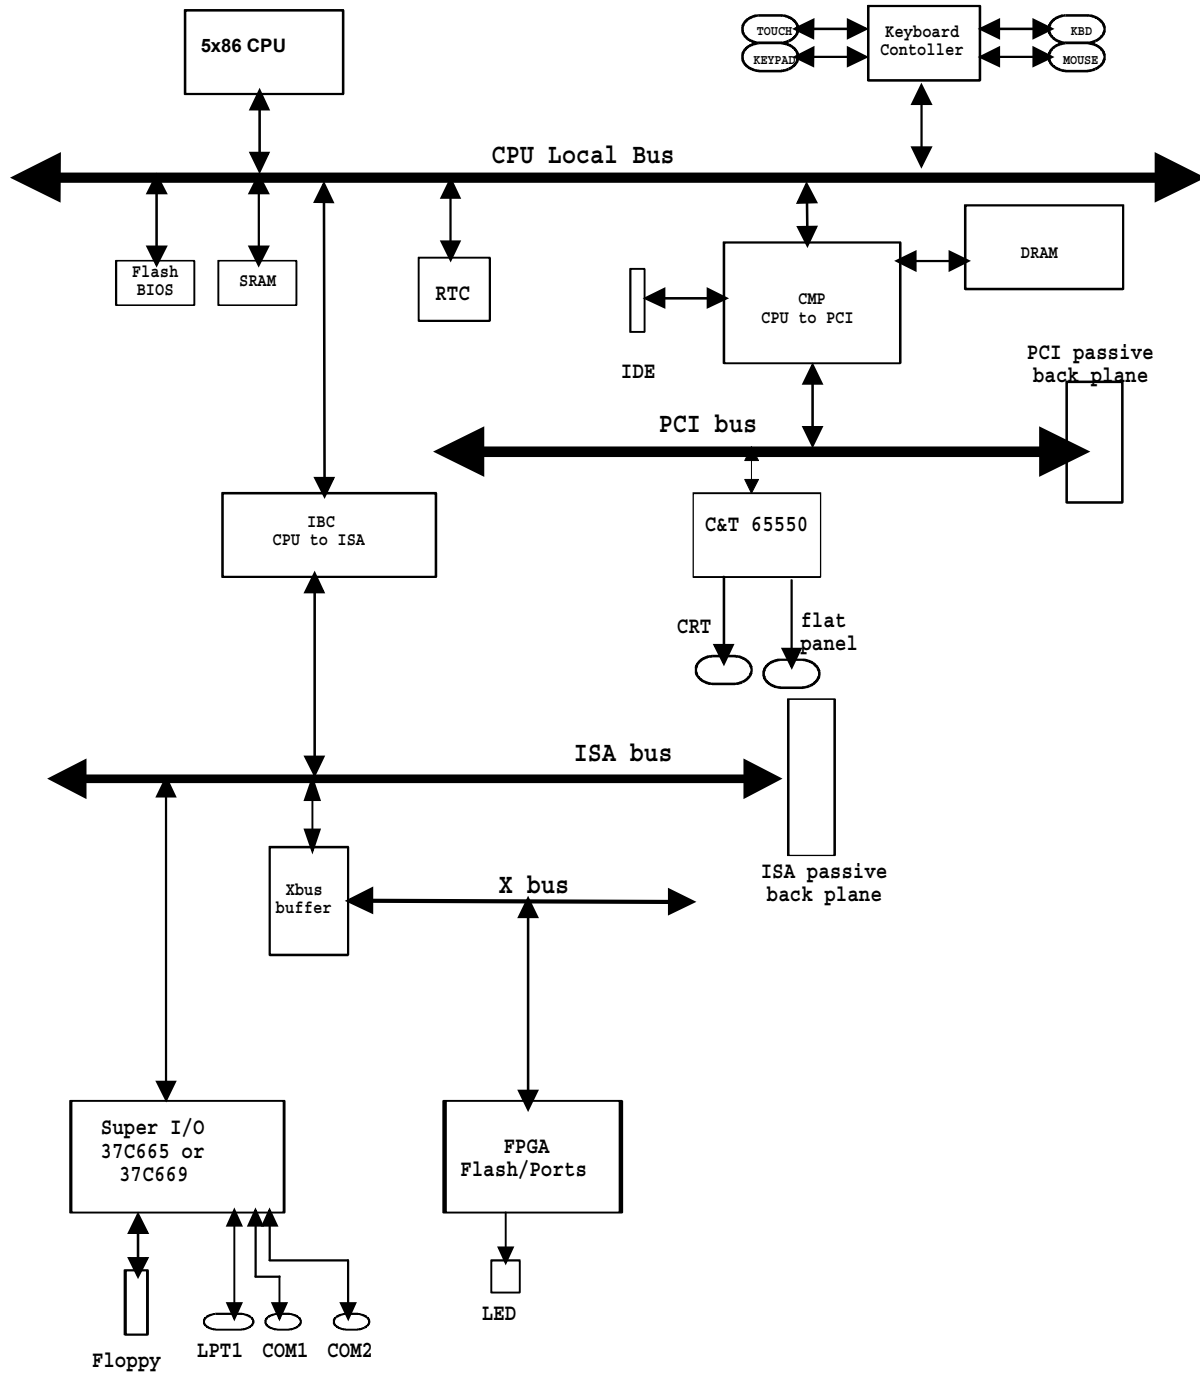 5x86 CPU
TOUCH
KEYPAD
Keyboard
Contoller
KBD
MOUSE
CPU Local Bus
Flash
BIOS
SRAM
RTC
CMP
CPU to PCI
DRAM
IDE
PCI passive
back plane
PCI bus
IBC
CPU to ISA
C&T 65550
CRT
flat
panel
ISA bus
ISA passive
back plane
Xbus
buffer
X bus
Super I/O
37C665 or
37C669
FPGA
Flash/Ports
LED
Floppy
LPT1
COM1
COM2